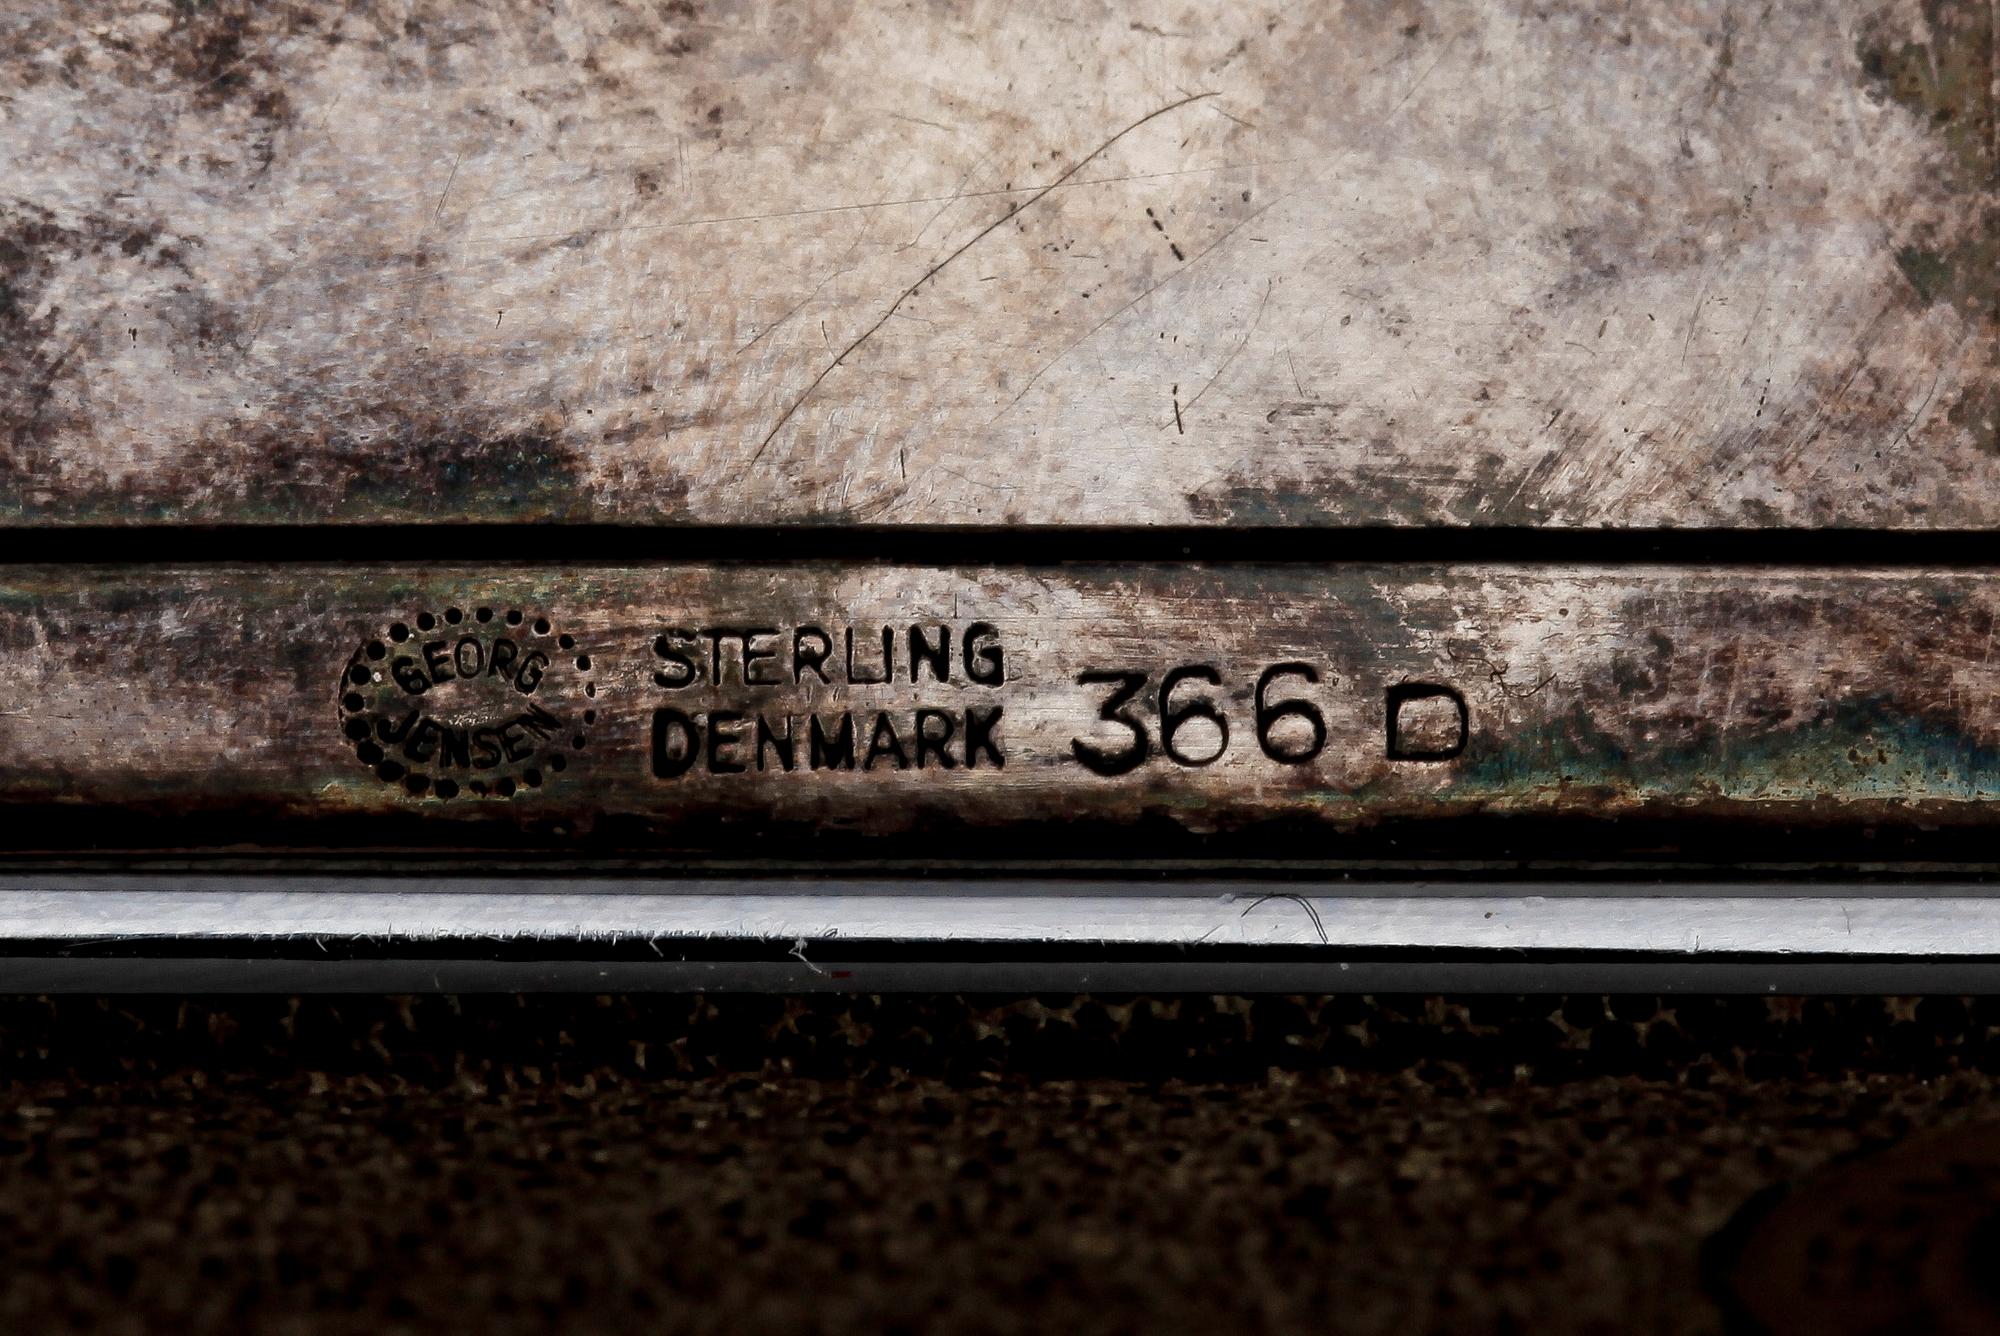 GEORG
JENSEN
STERLING
DENMARK
366 D